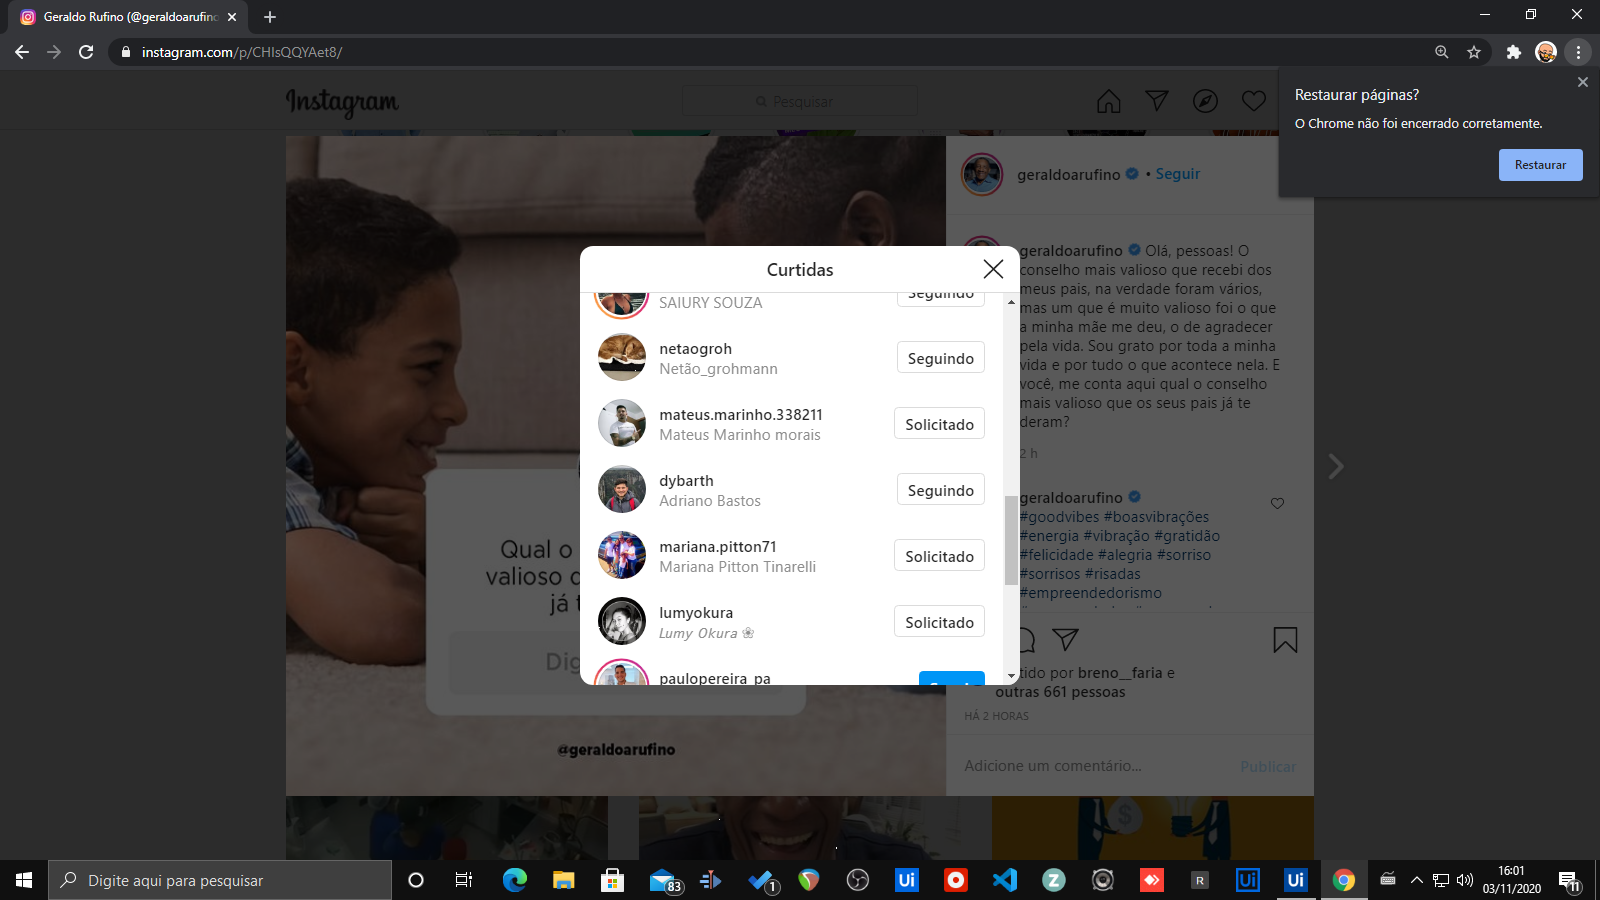 Geraldo Rufino (@geraldoarufino
instagram.com/p/CHIsQQYAet8/
Restaurar páginas?
O Chrome não foi encerrado corretamente.
Restaurar
Instagram
Pesquisar
geraldoarufino • Seguir
geraldoarufino Olá, pessoas! O
conselho mais valioso que recebi dos
meus pais, na verdade foram vários,
mas um que é muito valioso foi o que
a minha mãe me deu, o de agradecer
pela vida. Sou grato por toda a minha
vida e por tudo o que acontece nela. E
você, me conta aqui qual o conselho
mais valioso que os seus pais já te
deram?
2 h
geraldoarufino
#goodvibes #boasvibrações
#energia #vibração #gratidão
#felicidade #alegria #sorriso
#sorrisos #risadas
#empreendedorismo
tido por breno__faria e
outras 661 pessoas
HÁ 2 HORAS
Adicione um comentário...
Publicar
Curtidas
SAIURY SOUZA
Seguindo
netaogroh
Netão_grohmann
Seguindo
mateus.marinho.338211
Mateus Marinho morais
Solicitado
dybarth
Adriano Bastos
Seguindo
mariana.pitton71
Mariana Pitton Tinarelli
Solicitado
lumyokura
Lumy Okura ❀
Solicitado
paulopereira_pa
Qual o
valioso
já
Dig
@geraldoarufino
Digite aqui para pesquisar
83
1
Ui
Z
R
Ui
Ui
16:01
03/11/2020
11